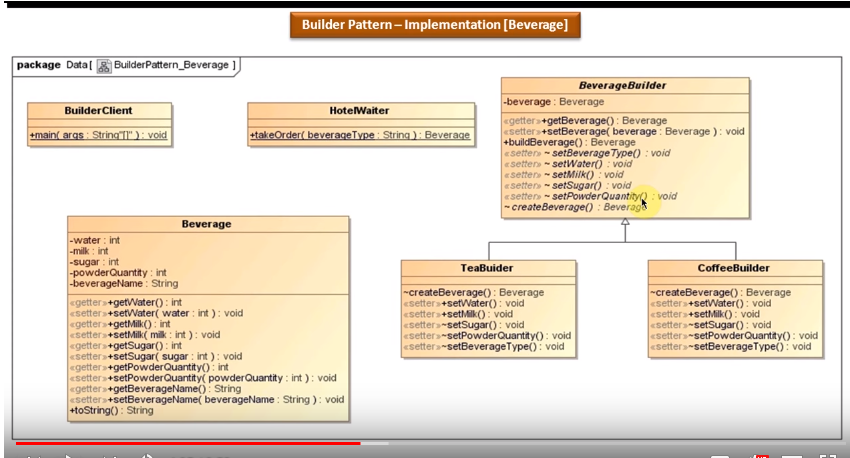 Builder Pattern – Implementation [Beverage]
package Data[ BuilderPattern_Beverage ]
BuilderClient
+main( args : String"[]" ) : void
HotelWaiter
+takeOrder( beverageType : String ) : Beverage
BeverageBuilder
-beverage : Beverage
«getter»+getBeverage() : Beverage
«setter»+setBeverage( beverage : Beverage ) : void
+buildBeverage() : Beverage
«setter» ~ setBeverageType() : void
«setter» ~ setWater() : void
«setter» ~ setMilk() : void
«setter» ~ setSugar() : void
«setter» ~ setPowderQuantity() : void
~ createBeverage() : Beverage
Beverage
-water : int
-milk : int
-sugar : int
-powderQuantity : int
-beverageName : String
«getter»+getWater() : int
«setter»+setWater( water : int ) : void
«getter»+getMilk() : int
«setter»+setMilk( milk : int ) : void
«getter»+getSugar() : int
«setter»+setSugar( sugar : int ) : void
«getter»+getPowderQuantity() : int
«setter»+setPowderQuantity( powderQuantity : int ) : void
«getter»+getBeverageName() : String
«setter»+setBeverageName( beverageName : String ) : void
+toString() : String
TeaBuider
~createBeverage() : Beverage
«setter»+setWater() : void
«setter»+setMilk() : void
«setter»~setSugar() : void
«setter»~setPowderQuantity() : void
«setter»~setBeverageType() : void
CoffeeBuilder
~createBeverage() : Beverage
«setter»+setWater() : void
«setter»+setMilk() : void
«setter»~setSugar() : void
«setter»~setPowderQuantity() : void
«setter»~setBeverageType() : void